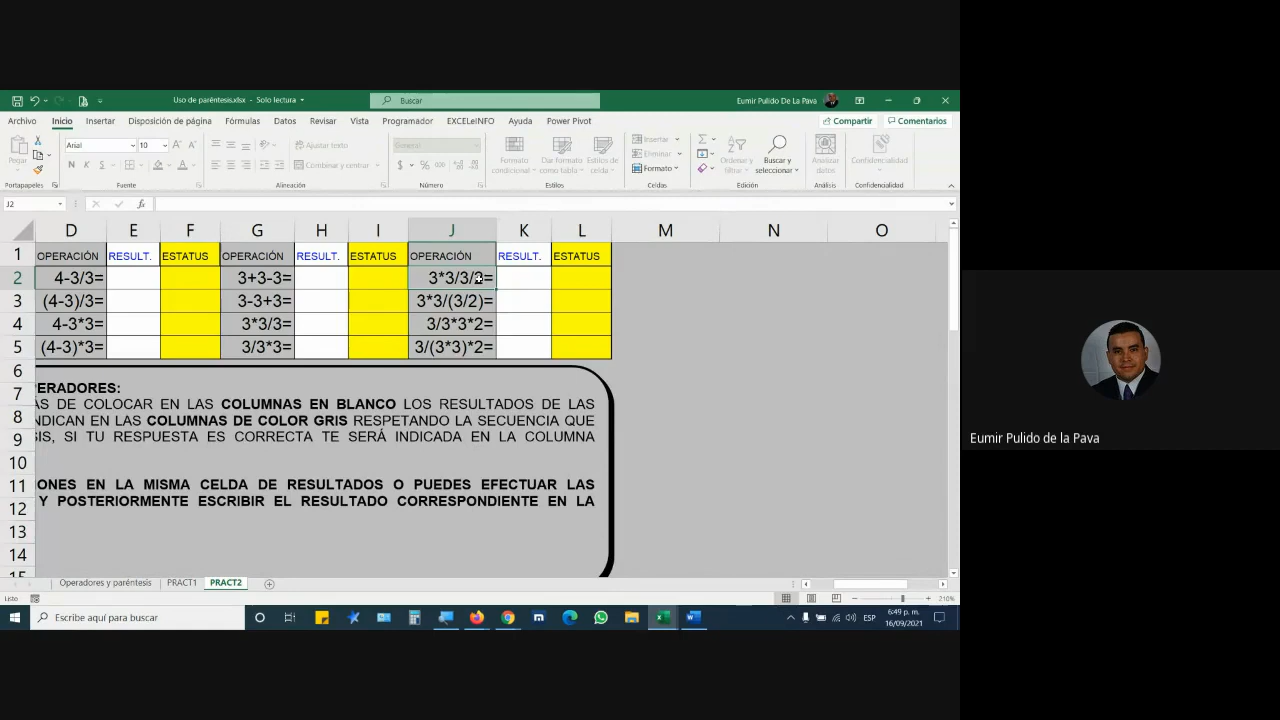 Uso de paréntesis.xlsx - Solo lectura
Buscar
Eumir Pulido De La Pava
Archivo Inicio Insertar Disposición de página Fórmulas Datos Revisar Vista Programador EXCELeINFO Ayuda Power Pivot
Compartir Comentarios
Pegar
Arial 10
N K S
Ajustar texto
Combinar y centrar
General
$ % 000
Formato condicional
Dar formato como tabla
Estilos de celda
Insertar
Eliminar
Formato
Ordenar y filtrar
Buscar y seleccionar
Analizar datos
Confidencialidad
Portapapeles Fuente Alineación Número Estilos Celdas Edición Análisis Confidencialidad
J2 fx
D E F G H I J K L M N O
1 OPERACIÓN RESULT. ESTATUS OPERACIÓN RESULT. ESTATUS OPERACIÓN RESULT. ESTATUS
2 4-3/3= 3+3-3= 3*3/3/2=
3 (4-3)/3= 3-3+3= 3*3/(3/2)=
4 4-3*3= 3*3/3= 3/3*3*2=
5 (4-3)*3= 3/3*3= 3/(3*3)*2=
6
7 ERADORES:
8 AS DE COLOCAR EN LAS COLUMNAS EN BLANCO LOS RESULTADOS DE LAS
NDICAN EN LAS COLUMNAS DE COLOR GRIS RESPETANDO LA SECUENCIA QUE
9 SIS, SI TU RESPUESTA ES CORRECTA TE SERÁ INDICADA EN LA COLUMNA
10
11 ONES EN LA MISMA CELDA DE RESULTADOS O PUEDES EFECTUAR LAS
12 Y POSTERIORMENTE ESCRIBIR EL RESULTADO CORRESPONDIENTE EN LA
13
14
15
Operadores y paréntesis PRACT1 PRACT2
Listo
210%
Escribe aquí para buscar
ESP
6:49 p. m.
16/09/2021
Eumir Pulido de la Pava